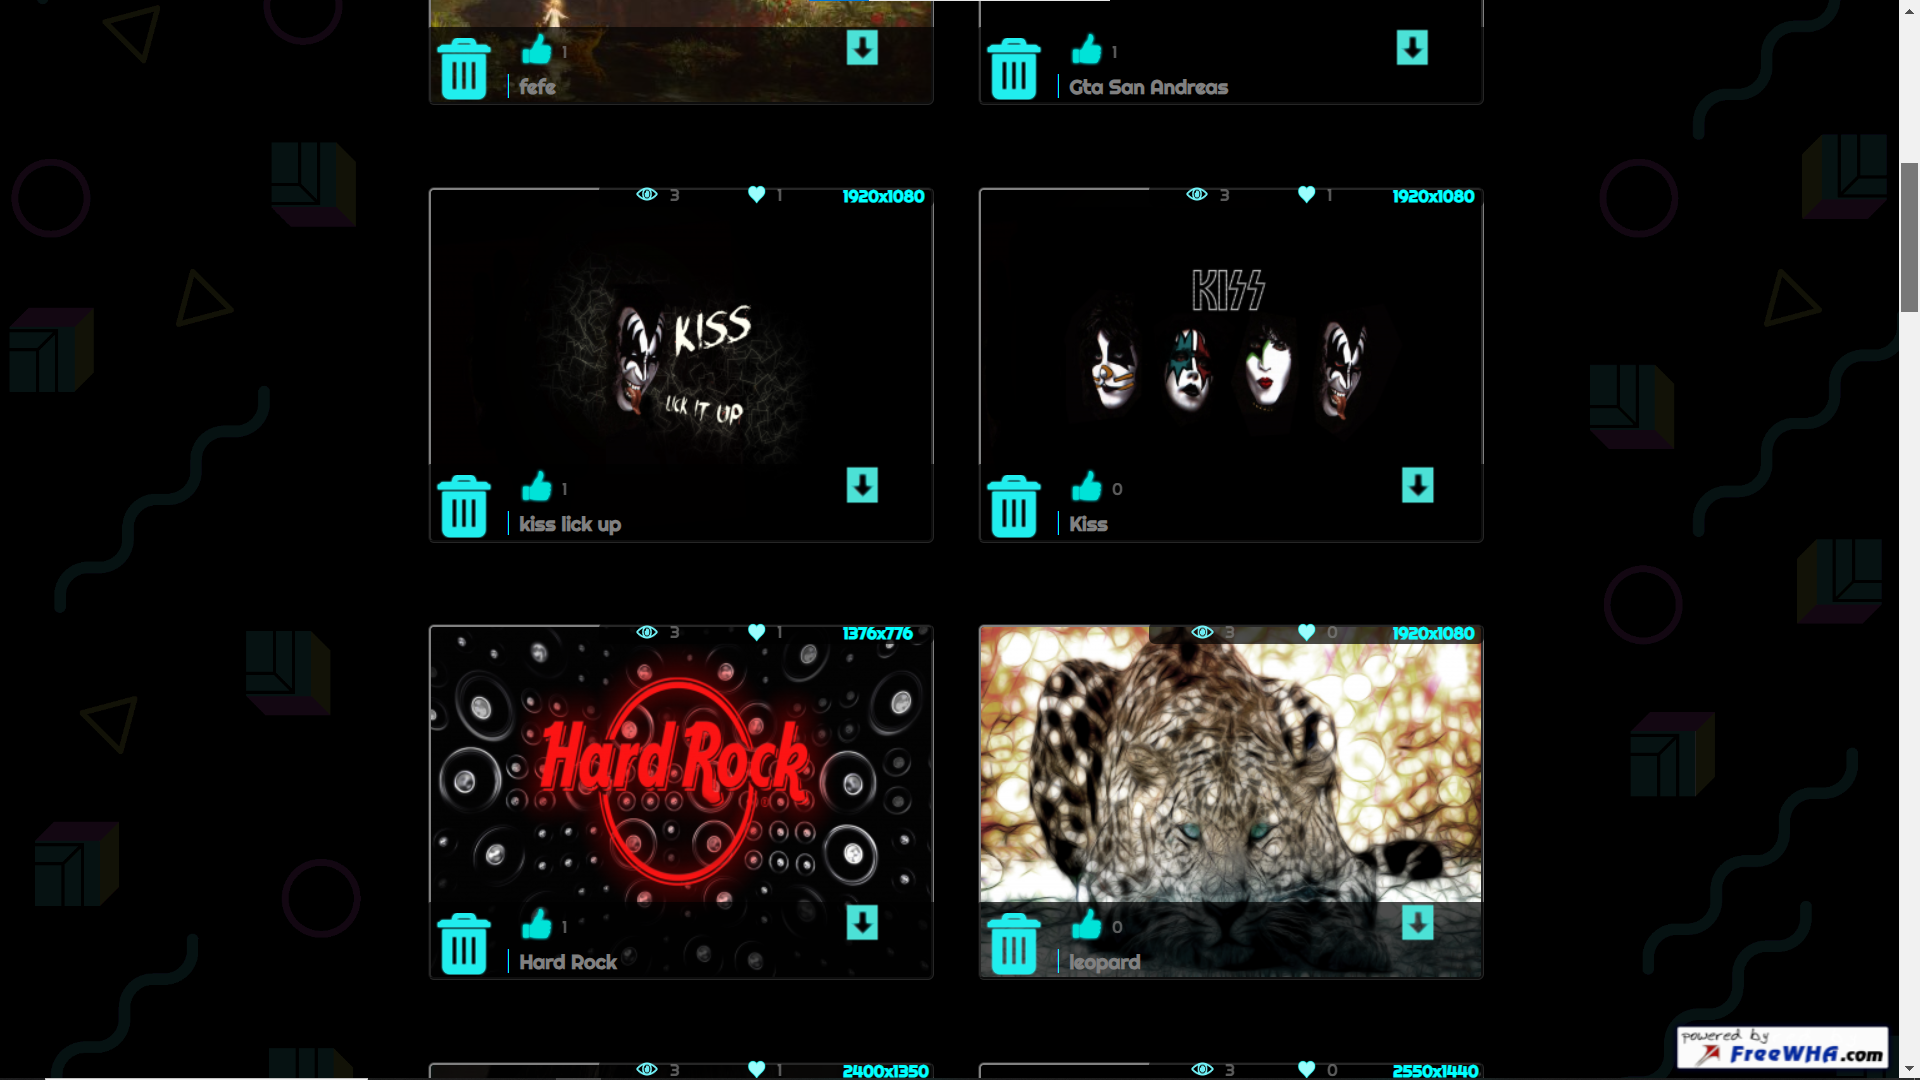 1
fefe
1
Gta San Andreas
3 1 1920x1080
KISS
LICK IT UP
1
kiss lick up
3 1 1920x1080
KISS
0
Kiss
3 1 1376x776
Hard Rock
1
Hard Rock
3 0 1920x1080
0
leopard
3 1 2400x1350
3 0 2550x1440
powered by
FreeWHA.com